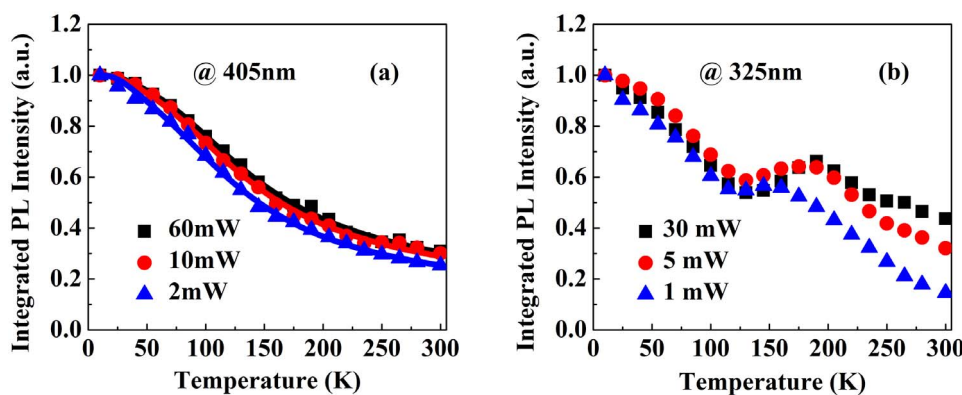 1.2
1.0
0.8
0.6
0.4
0.2
0.0
Integrated PL Intensity (a.u.)
@ 405nm
(a)
60mW
10mW
2mW
0 50 100 150 200 250 300
Temperature (K)
1.2
1.0
0.8
0.6
0.4
0.2
0.0
Integrated PL Intensity (a.u.)
@ 325nm
(b)
30 mW
5 mW
1 mW
0 50 100 150 200 250 300
Temperature (K)